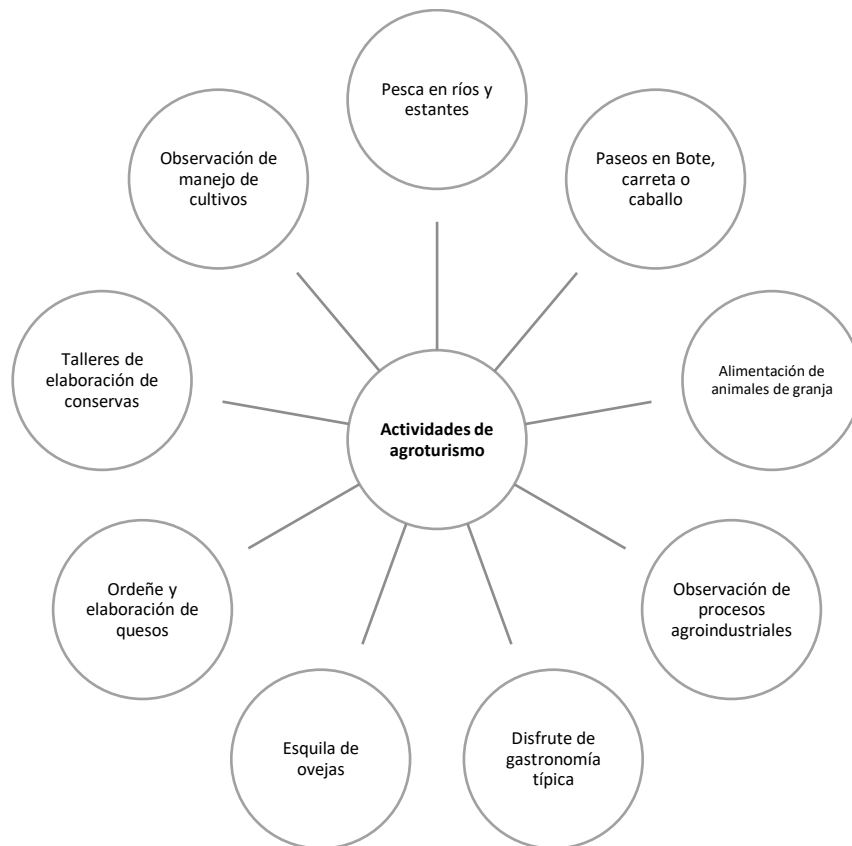 Pesca en ríos y
estantes
Paseos en Bote,
carreta o
caballo
Alimentación de
animales de granja
Observación de
procesos
agroindustriales
Disfrute de
gastronomía
típica
Esquila de
ovejas
Ordeñe y
elaboración de
quesos
Talleres de
elaboración de
conservas
Observación de
manejo de
cultivos
Actividades de
agroturismo